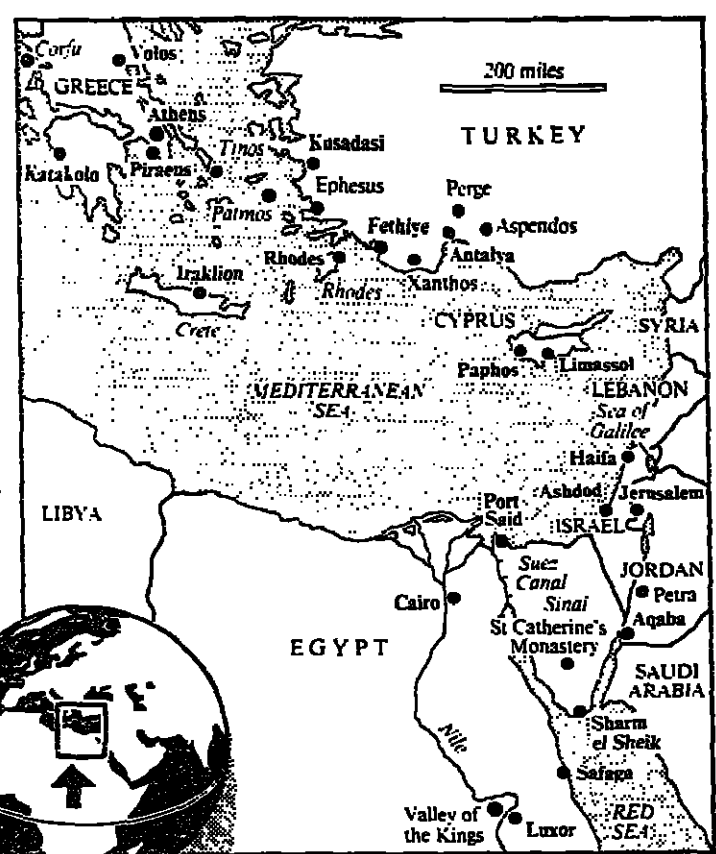 Corfu
Volos
GREECE
200 miles
Athens
TURKEY
Tinos
Kusadasi
Katakolo
Piraeus
Ephesus
Perge
Patmos
Fethiye
Aspendos
Antalya
Rhodes
Xanthos
Iraklion
Rhodes
Crete
CYPRUS
SYRIA
Paphos
Limassol
MEDITERRANEAN
SEA
LEBANON
Sea of
Galilee
Haifa
Ashdod
Jerusalem
Port
Said
LIBYA
ISRAEL
Suez
Canal
JORDAN
Sinai
Petra
Cairo
St Catherine's
Monastery
Aqaba
EGYPT
SAUDI
ARABIA
Sharm
el Sheik
Nile
Safaga
Valley of
the Kings
Luxor
RED
SEA